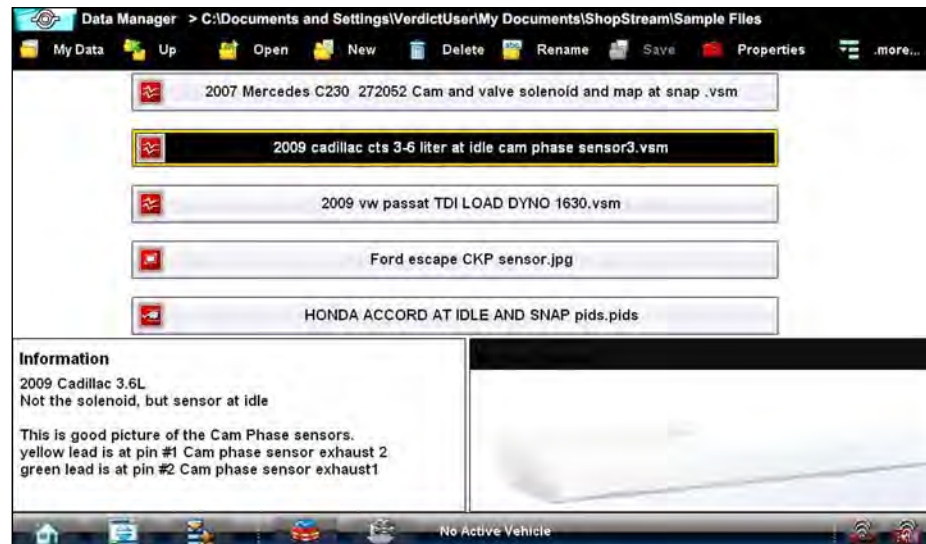 Data Manager > C:\Documents and Settings\VerdictUser\My Documents\ShopStream\Sample Files
My Data Up Open New Delete Rename Save Properties .more...
2007 Mercedes C230 272052 Cam and valve solenoid and map at snap .vsm
2009 cadillac cts 3-6 liter at idle cam phase sensor3.vsm
2009 vw passat TDI LOAD DYNO 1630.vsm
Ford escape CKP sensor.jpg
HONDA ACCORD AT IDLE AND SNAP pids.pids
Information
2009 Cadillac 3.6L
Not the solenoid, but sensor at idle
This is good picture of the Cam Phase sensors.
yellow lead is at pin #1 Cam phase sensor exhaust 2
green lead is at pin #2 Cam phase sensor exhaust1
No Active Vehicle